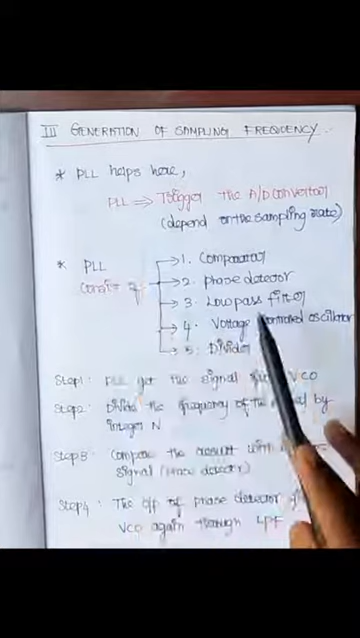 III GENERATION OF SAMPLING FREQUENCY
* PLL helps here,
PLL ⇒ Trigger the A/D convertor
(depend on the sampling rate)
* PLL
1. Comparator
2. phase detector
3. Low pass filter
4. Voltage controlled oscillator
5. Divider
Step1: PLL get the signal VCO
Step2: Divide the frequency of the by
integer N
Step3: Compare the result with
signal (phase detector)
Step4: The o/p of phase detector
VCO again through LPF